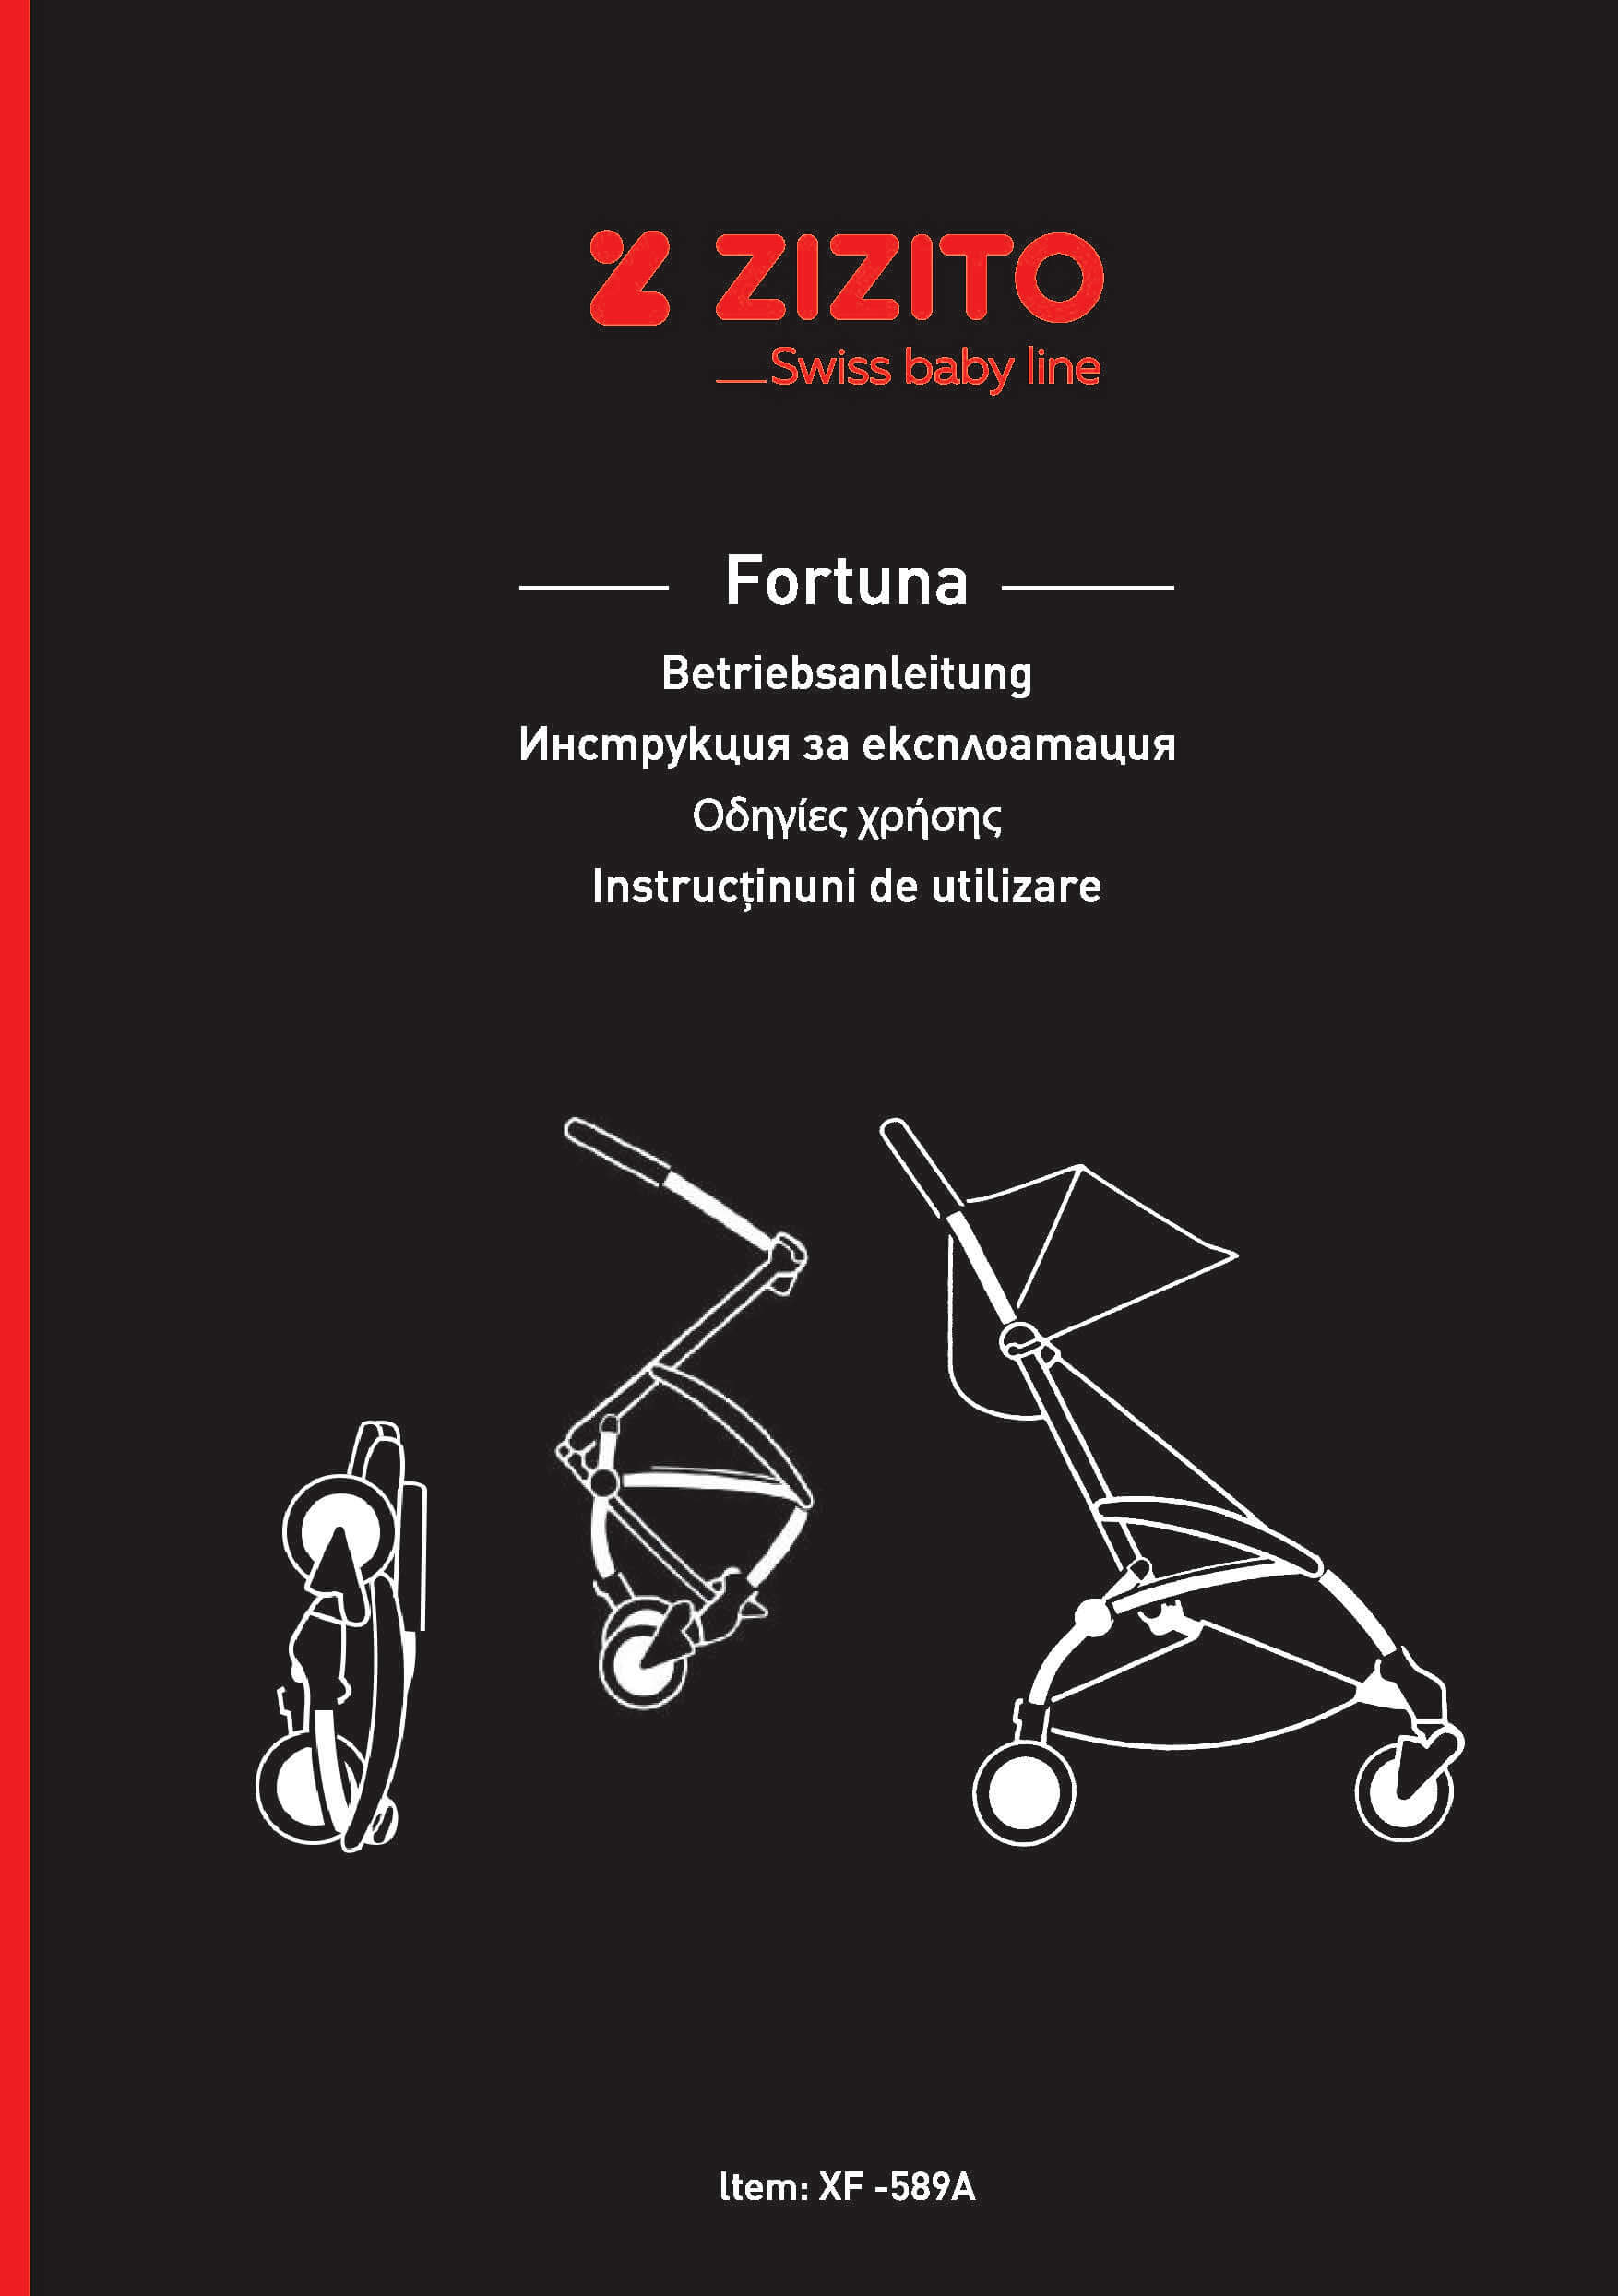 ZIZITO
Swiss baby line
Fortuna
Betriebsanleitung
Инструкция за експлоатация
Οδηγίες χρήσης
Instrucţinuni de utilizare
Item: XF -589A